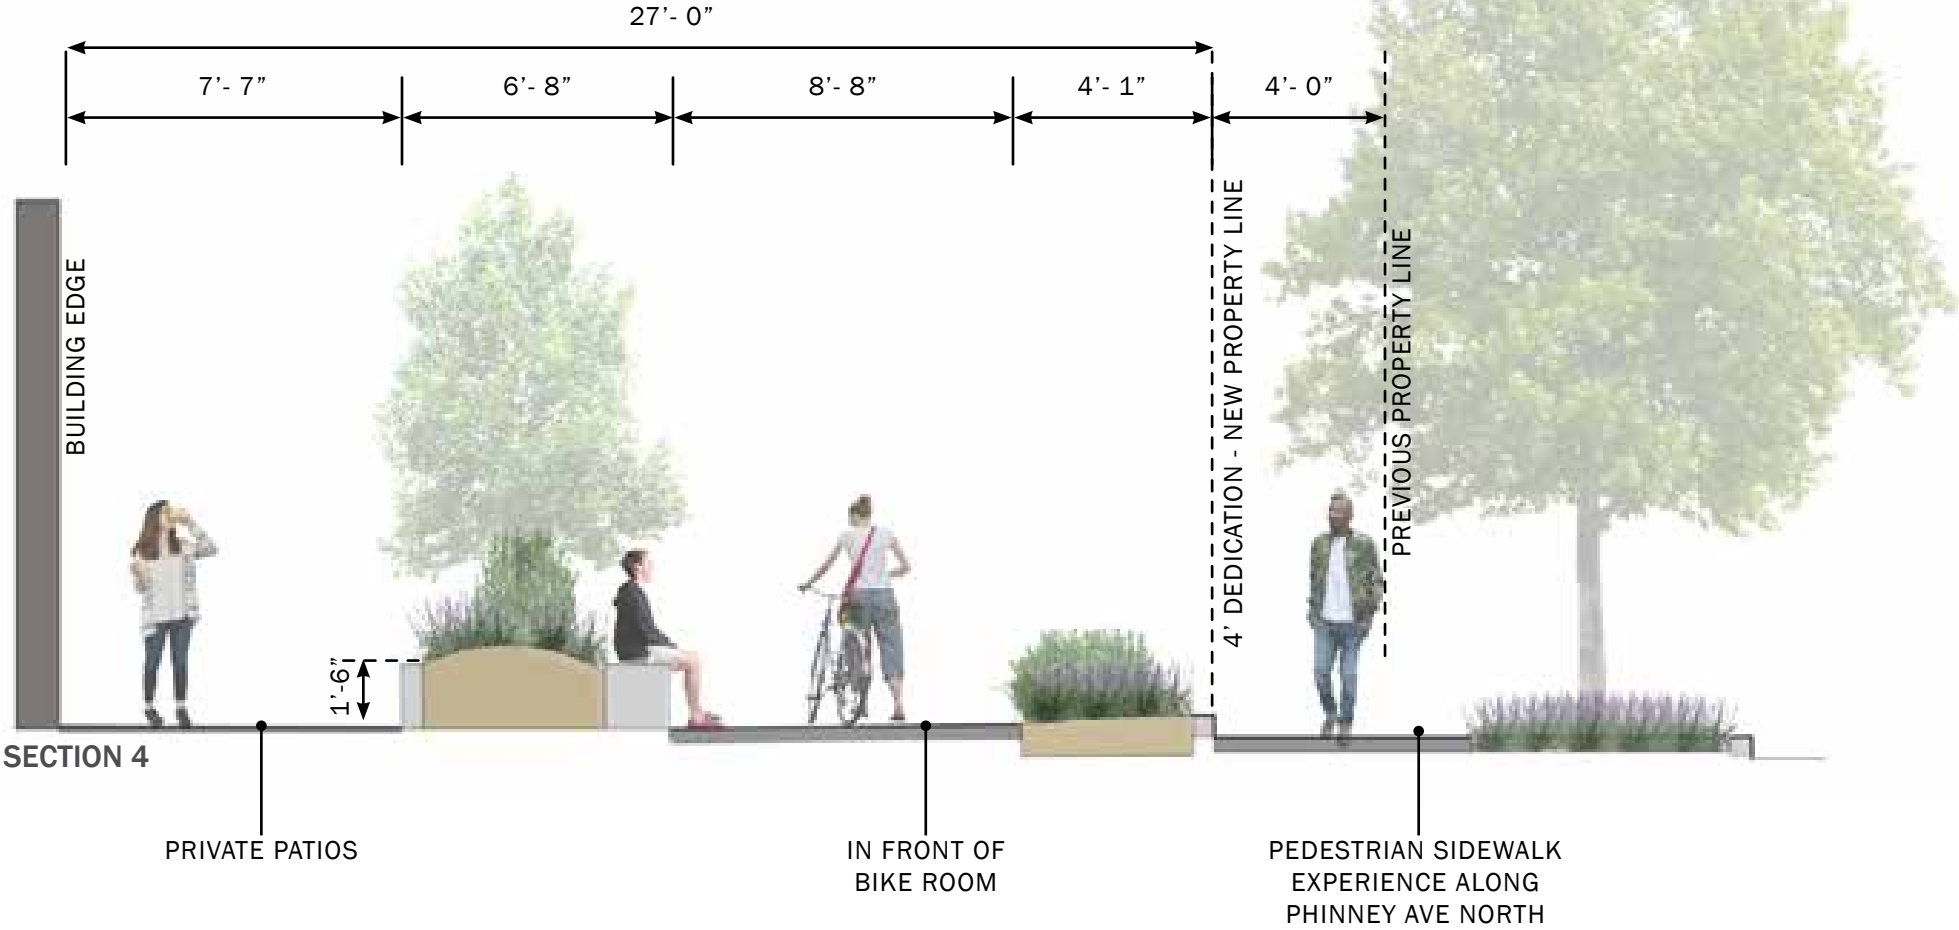 27’- 0”
7’- 7”
6’- 8”
8’- 8”
4’- 1”
4’- 0”
BUILDING EDGE
4’ DEDICATION - NEW PROPERTY LINE
PREVIOUS PROPERTY LINE
1’-6”
SECTION 4
PRIVATE PATIOS
IN FRONT OF
BIKE ROOM
PEDESTRIAN SIDEWALK
EXPERIENCE ALONG
PHINNEY AVE NORTH